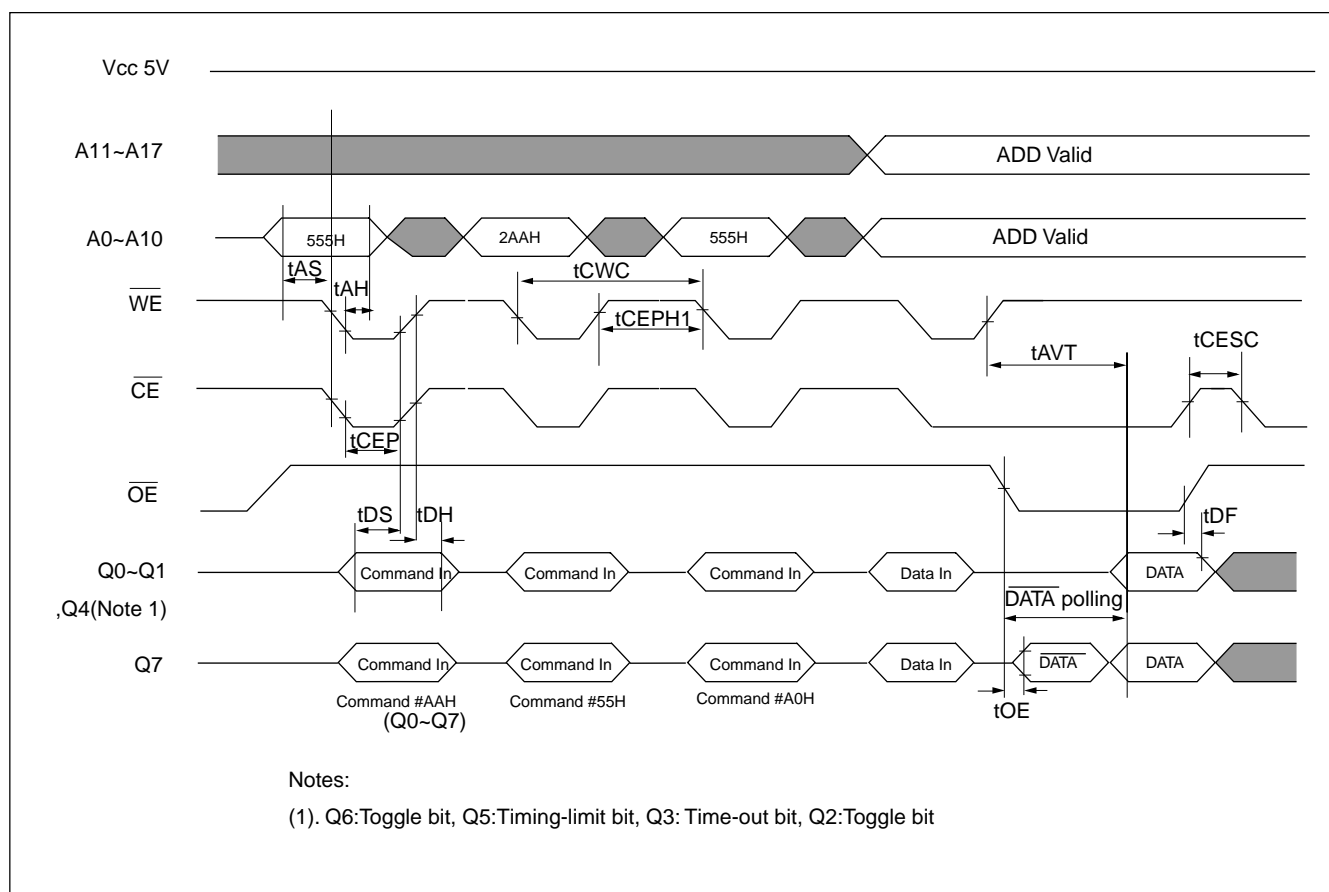 Vcc 5V
A11~A17
ADD Valid
A0~A10
555H
2AAH
555H
ADD Valid
tAS
tAH
tCWC
WE
tCEPH1
tAVT
tCESC
CE
tCEP
OE
tDS
tDH
tDF
Q0~Q1
Command In
Command In
Command In
Data In
DATA
,Q4(Note 1)
DATA polling
Q7
Command In
Command In
Command In
Data In
DATA
DATA
Command #AAH
Command #55H
Command #A0H
(Q0~Q7)
tOE
Notes:
(1). Q6:Toggle bit, Q5:Timing-limit bit, Q3: Time-out bit, Q2:Toggle bit